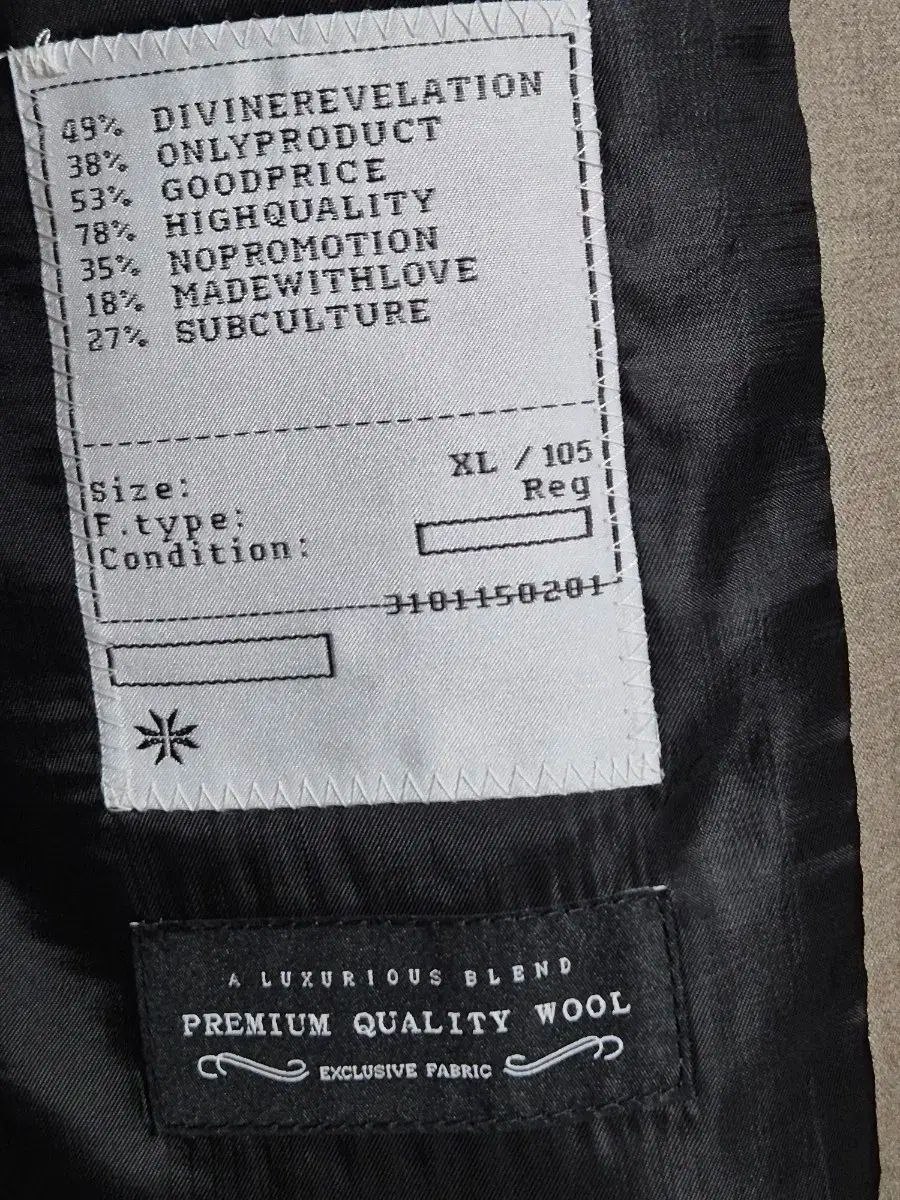 49% DIVINEREVELATION
38% ONLYPRODUCT
53% GOODPRICE
78% HIGHQUALITY
35% NOPROMOTION
18% MADEWITHLOVE
27% SUBCULTURE
Size: XL / 105
F.type: Reg
Condition:
3101150201
A LUXURIOUS BLEND
PREMIUM QUALITY WOOL
EXCLUSIVE FABRIC